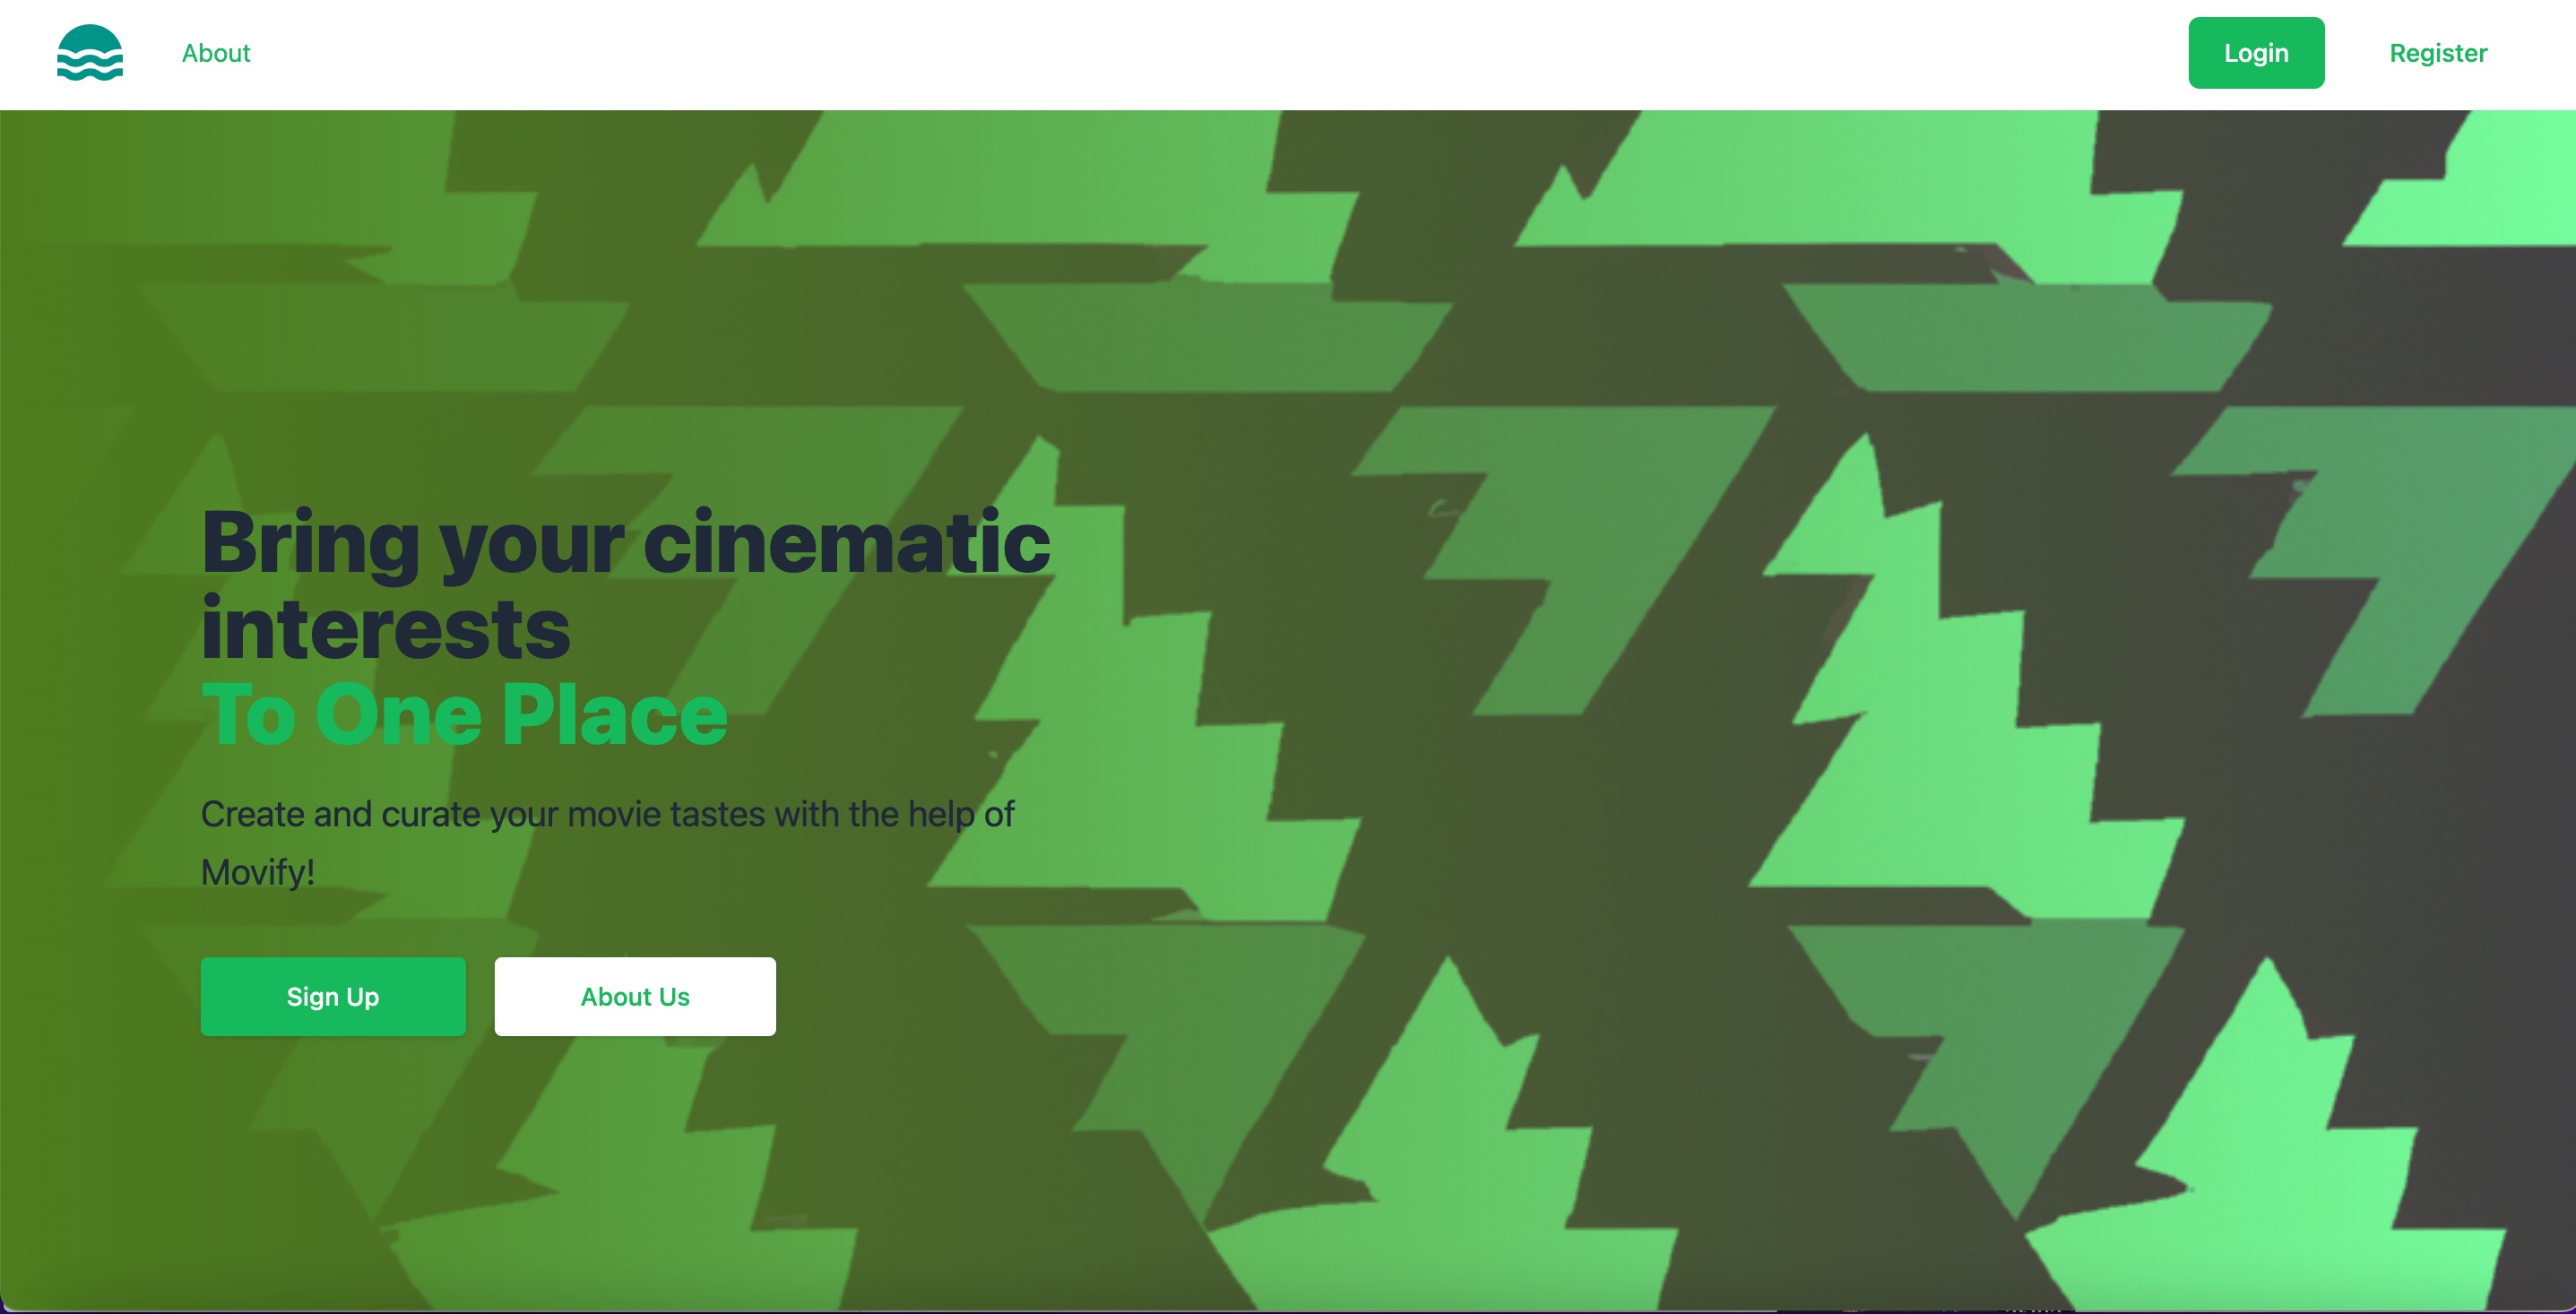 About
Login
Register
Bring your cinematic
interests
To One Place
Create and curate your movie tastes with the help of
Movify!
Sign Up
About Us